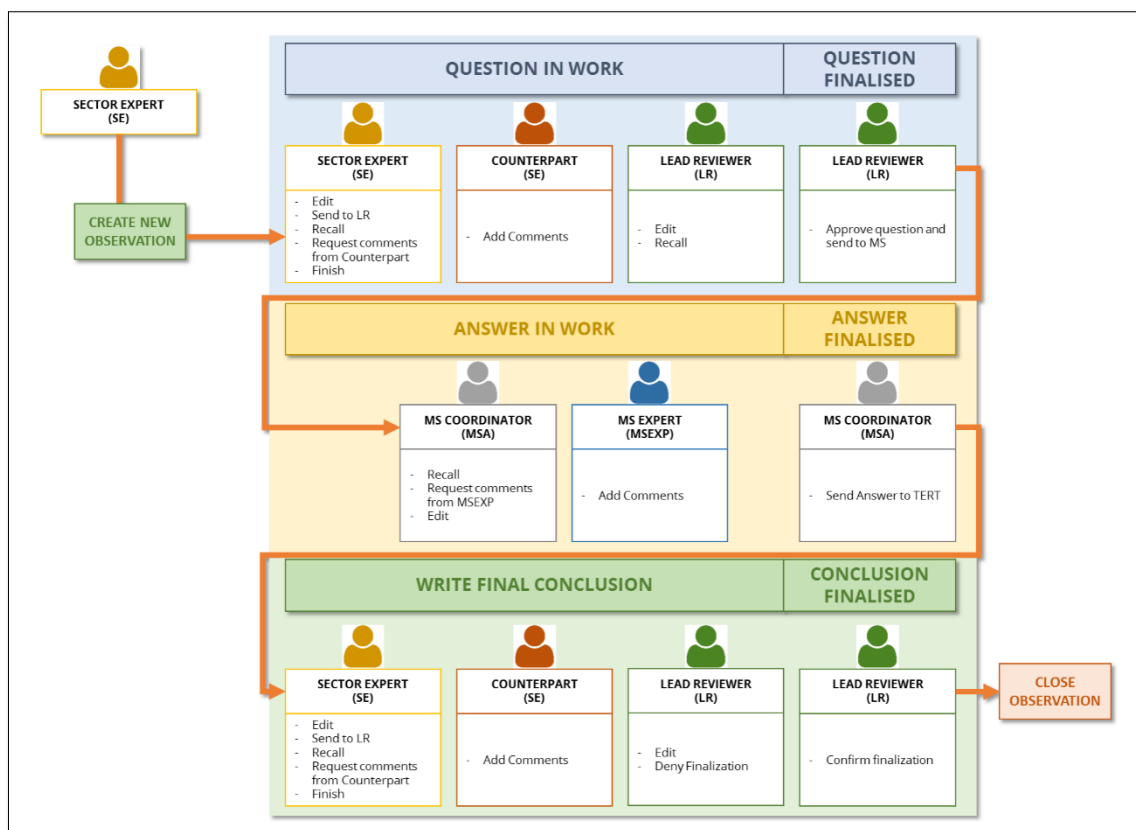 SECTOR EXPERT
(SE)
CREATE NEW
OBSERVATION
QUESTION IN WORK
QUESTION
FINALISED
SECTOR EXPERT
(SE)
- Edit
- Send to LR
- Recall
- Request comments
from Counterpart
- Finish
COUNTERPART
(SE)
- Add Comments
LEAD REVIEWER
(LR)
- Edit
- Recall
LEAD REVIEWER
(LR)
- Approve question and
send to MS
ANSWER IN WORK
ANSWER
FINALISED
MS COORDINATOR
(MSA)
- Recall
- Request comments
from MSEXP
- Edit
MS EXPERT
(MSEXP)
- Add Comments
MS COORDINATOR
(MSA)
- Send Answer to TERT
WRITE FINAL CONCLUSION
CONCLUSION
FINALISED
SECTOR EXPERT
(SE)
- Edit
- Send to LR
- Recall
- Request comments
from Counterpart
- Finish
COUNTERPART
(SE)
- Add Comments
LEAD REVIEWER
(LR)
- Edit
- Deny Finalization
LEAD REVIEWER
(LR)
- Confirm finalization
CLOSE
OBSERVATION